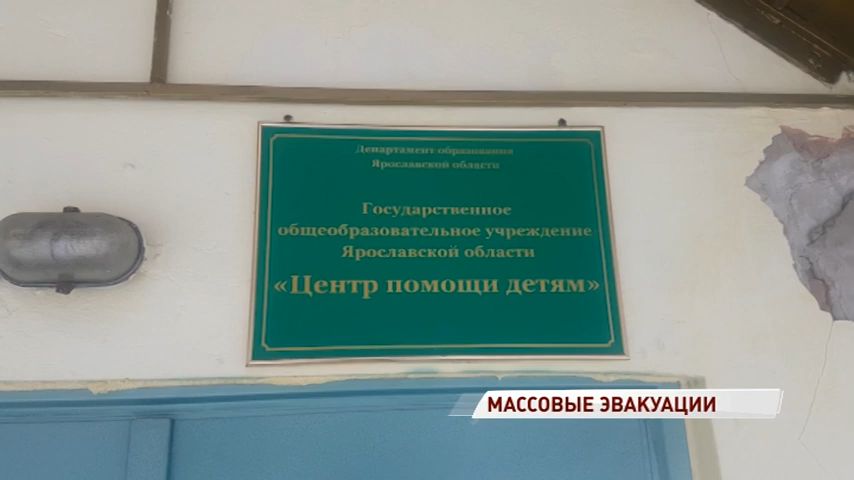 Департамент образования
Ярославской области
Государственное
общеобразовательное учреждение
Ярославской области
«Центр помощи детям»
МАССОВЫЕ ЭВАКУАЦИИ